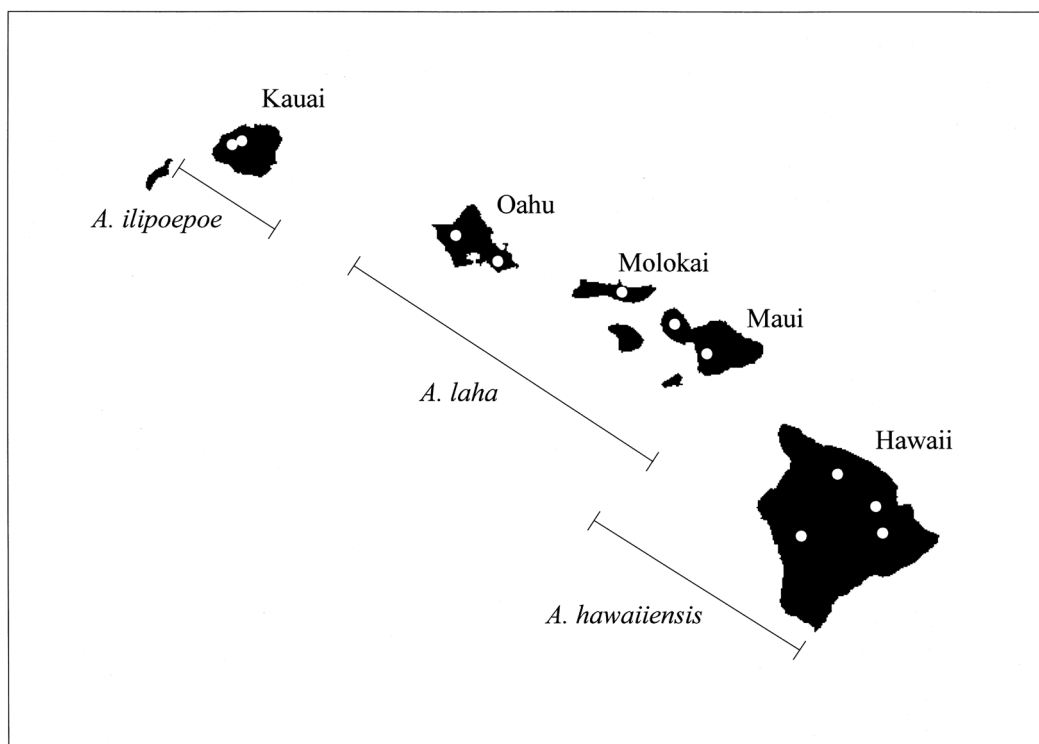 Kauai
Oahu
A. ilipoepoe
Molokai
Maui
A. laha
Hawaii
A. hawaiiensis